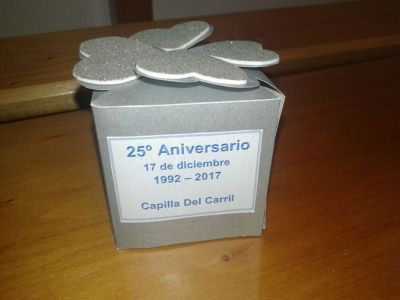 25º Aniversario
17 de diciembre
1992 – 2017
Capilla Del Carril